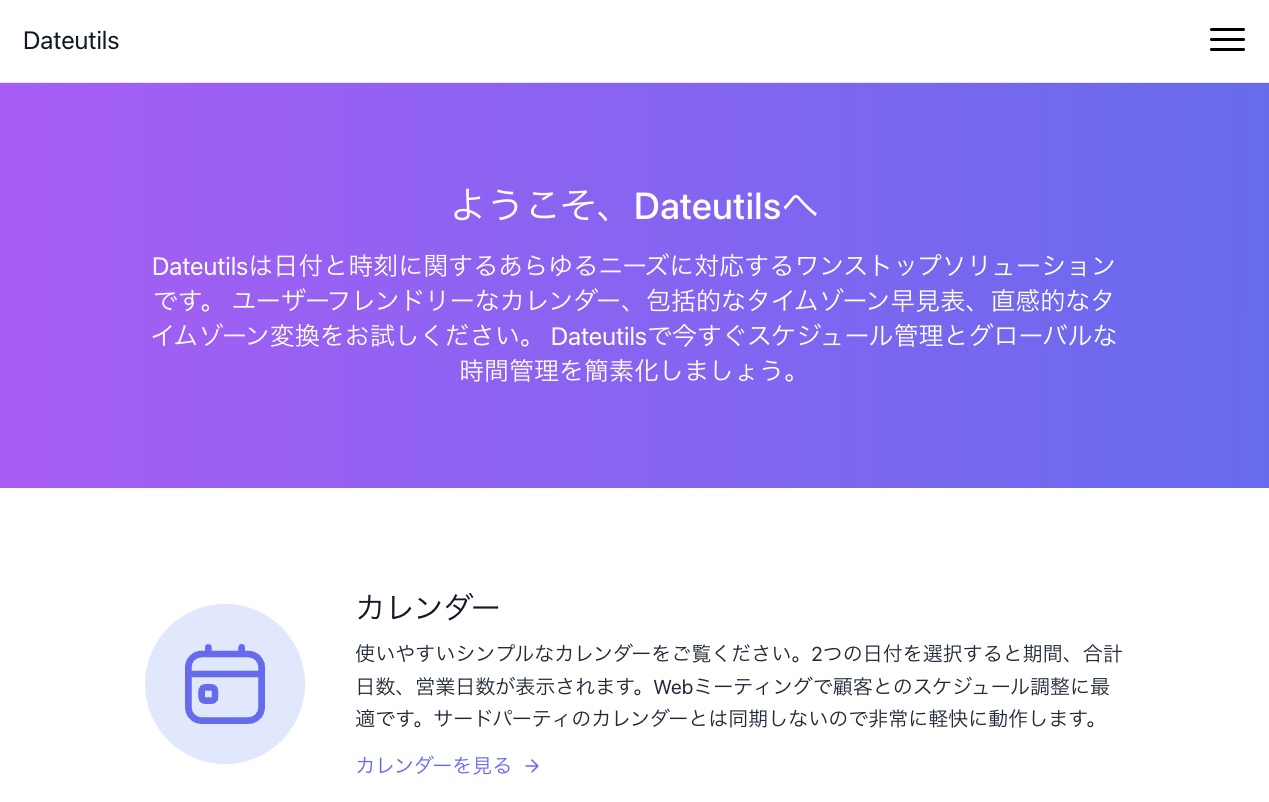 Dateutils
ようこそ、Dateutilsへ
Dateutilsは日付と時刻に関するあらゆるニーズに対応するワンストップソリューション
です。 ユーザーフレンドリーなカレンダー、包括的なタイムゾーン早見表、直感的なタ
イムゾーン変換をお試しください。 Dateutilsで今すぐスケジュール管理とグローバルな
時間管理を簡素化しましょう。
カレンダー
使いやすいシンプルなカレンダーをご覧ください。2つの日付を選択すると期間、合計
日数、営業日数が表示されます。Webミーティングで顧客とのスケジュール調整に最
適です。サードパーティのカレンダーとは同期しないので非常に軽快に動作します。
カレンダーを見る →